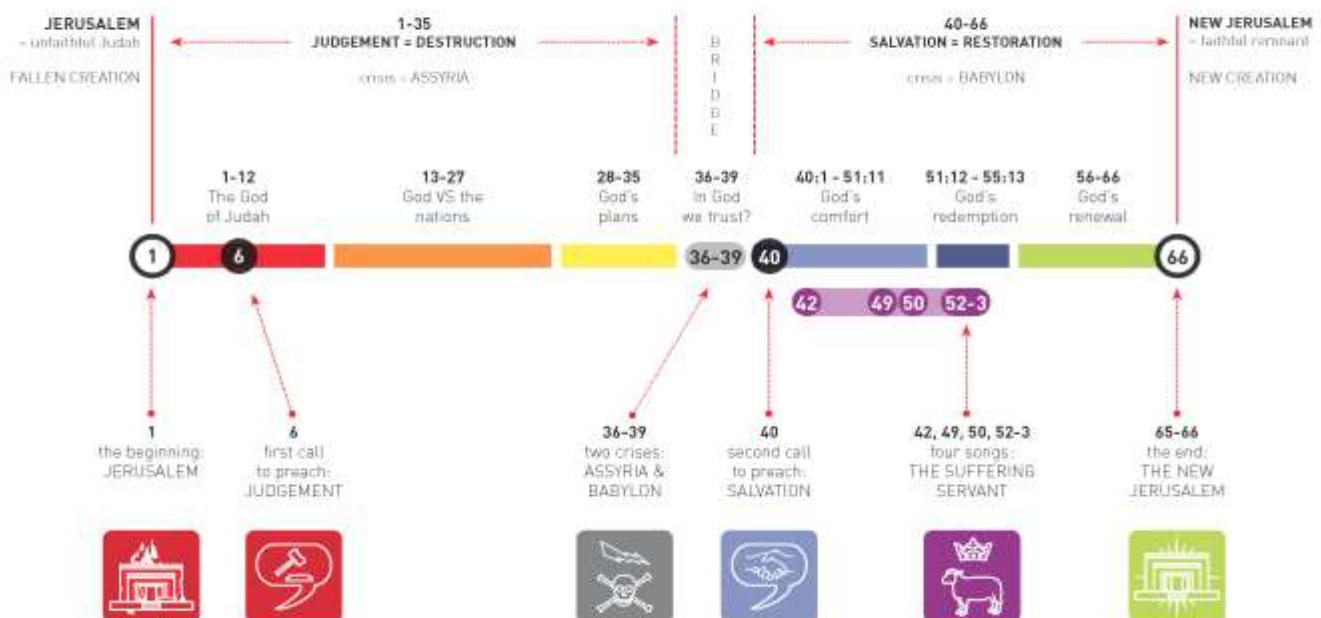 JERUSALEM
= unfaithful Judah
FALLEN CREATION
1-35
JUDGEMENT = DESTRUCTION
crisis = ASSYRIA
BRIDGE
40-66
SALVATION = RESTORATION
crisis = BABYLON
NEW JERUSALEM
= faithful remnant
NEW CREATION
1-12
The God
of Judah
13-27
God VS the
nations
28-35
God's
plans
36-39
In God
we trust?
40:1 - 51:11
God's
comfort
51:12 - 55:13
God's
redemption
56-66
God's
renewal
1
6
36-39
40
66
42
49
50
52-3
1
the beginning:
JERUSALEM
6
first call
to preach:
JUDGEMENT
36-39
two crises:
ASSYRIA &
BABYLON
40
second call
to preach:
SALVATION
42, 49, 50, 52-3
four songs:
THE SUFFERING
SERVANT
65-66
the end:
THE NEW
JERUSALEM